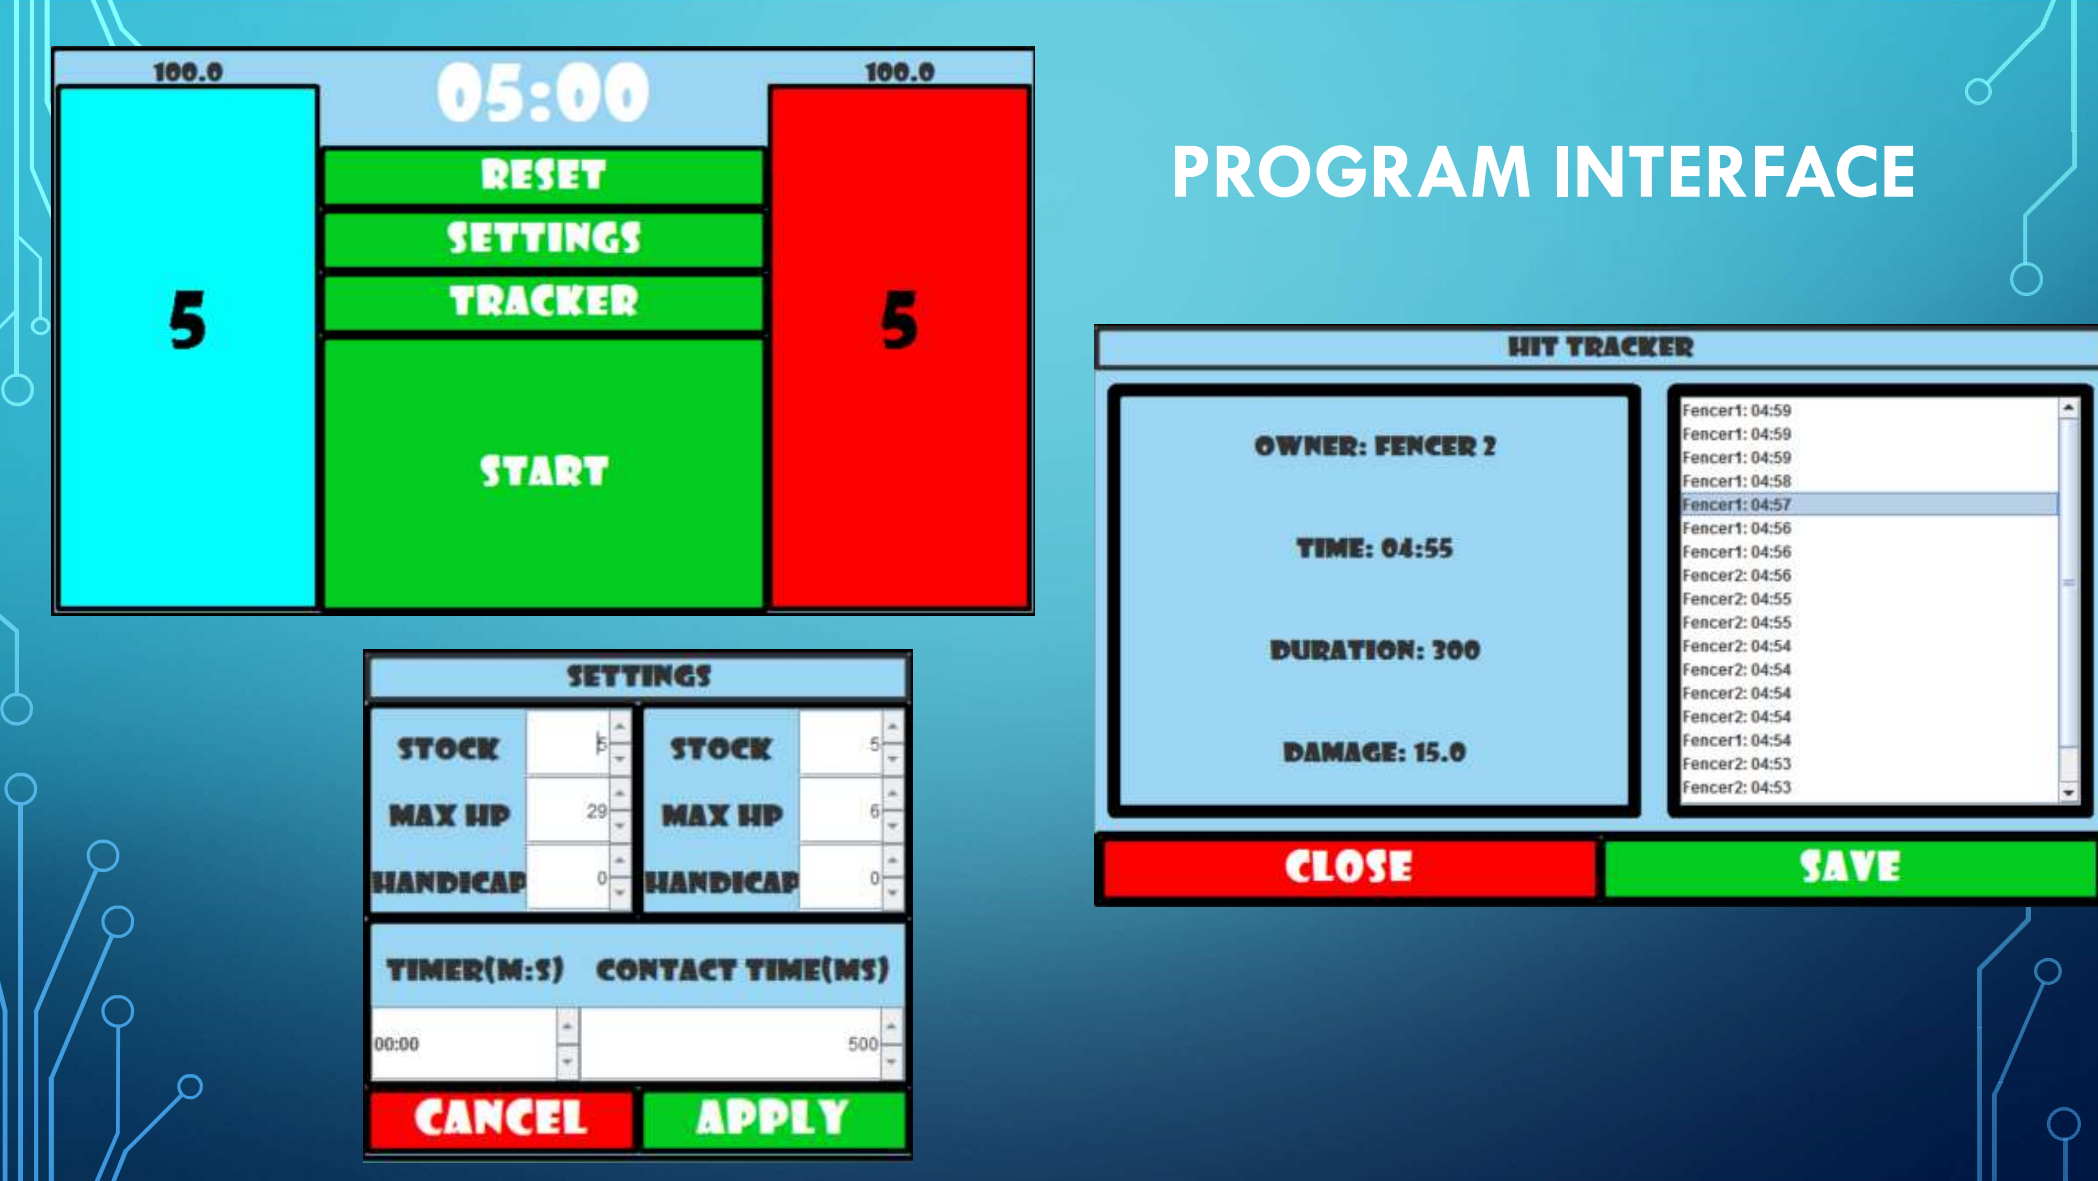 PROGRAM INTERFACE
100.0
05:00
100.0
RESET
SETTINGS
TRACKER
5
5
START
HIT TRACKER
OWNER: FENCER 2
TIME: 04:55
DURATION: 300
DAMAGE: 15.0
Fencer1: 04:59
Fencer1: 04:59
Fencer1: 04:59
Fencer1: 04:58
Fencer1: 04:57
Fencer1: 04:56
Fencer1: 04:56
Fencer2: 04:56
Fencer2: 04:55
Fencer2: 04:55
Fencer2: 04:54
Fencer2: 04:54
Fencer2: 04:54
Fencer2: 04:54
Fencer1: 04:54
Fencer2: 04:53
Fencer2: 04:53
CLOSE
SAVE
SETTINGS
STOCK 5
MAX HP 29
HANDICAP 0
STOCK 5
MAX HP 6
HANDICAP 0
TIMER(M:S) CONTACT TIME(MS)
00:00 500
CANCEL APPLY